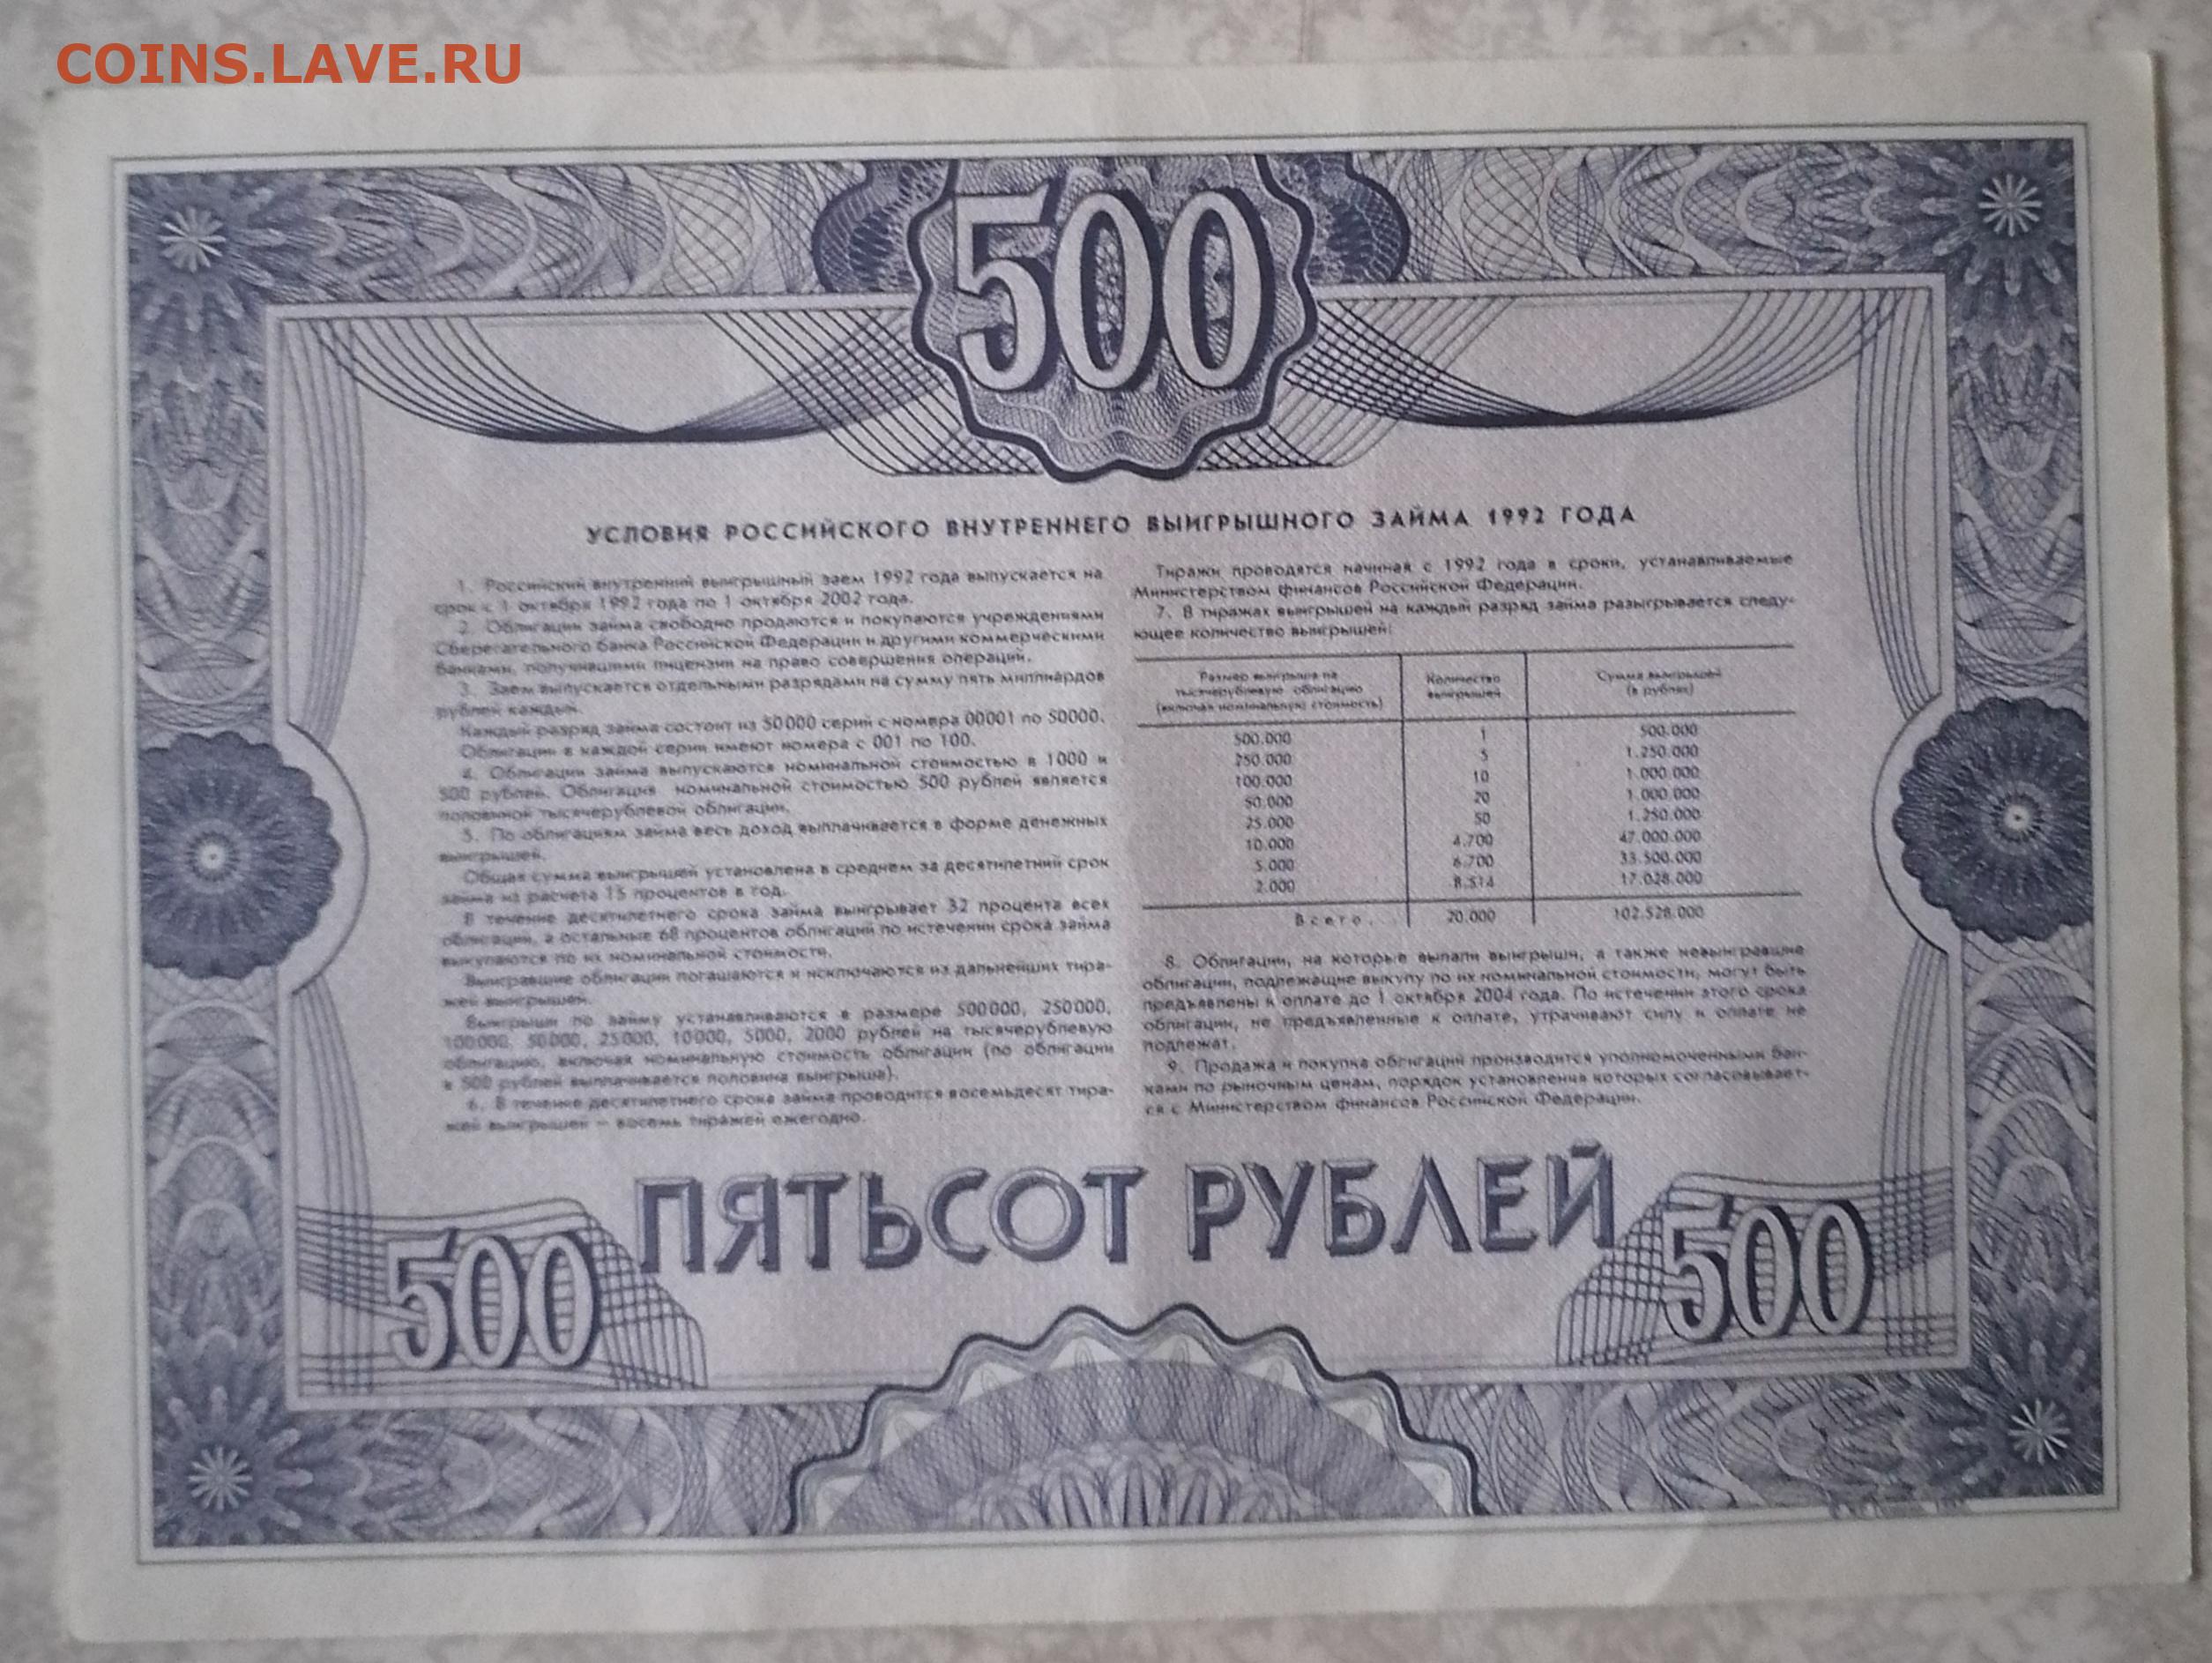 COINS.LAVE.RU
500
УСЛОВИЯ РОССИЙСКОГО ВНУТРЕННЕГО ВЫИГРЫШНОГО ЗАЙМА 1992 ГОДА
1. Российский внутренний выигрышный заем 1992 года выпускается на
срок с 1 октября 1992 года по 1 октября 2002 года.
2. Облигации займа свободно продаются и покупаются учреждениями
Сберегательного банка Российской Федерации и другими коммерческими
банками, получившими лицензии на право совершения операций.
3. Заем выпускается отдельными разрядами на сумму пять миллиардов
рублей каждый.
Каждый разряд займа состоит из 50000 серий с номера 00001 по 50000.
Облигации в каждой серии имеют номера с 001 по 100.
4. Облигации займа выпускаются номинальной стоимостью в 1000 и
500 рублей. Облигация номинальной стоимостью 500 рублей является
половиной тысячерублевой облигации.
5. По облигациям займа весь доход выплачивается в форме денежных
выигрышей.
Общая сумма выигрышей установлена в среднем за десятилетний срок
займа из расчета 15 процентов в год.
В течение десятилетнего срока займа выигрывает 32 процента всех
облигаций, а остальные 68 процентов облигаций по истечении срока займа
выкупаются по их номинальной стоимости.
Выигравшие облигации погашаются и исключаются из дальнейших тира-
жей выигрышей.
Выигрыши по займу устанавливаются в размере 500000, 250000,
100000, 50000, 25000, 10000, 5000, 2000 рублей на тысячерублевую
облигацию, включая номинальную стоимость облигации (по облигации
в 500 рублей выплачивается половина выигрыша).
6. В течение десятилетнего срока займа проводится восемьдесят тира-
жей выигрышей — восемь тиражей ежегодно.
Тиражи проводятся начиная с 1992 года в сроки, устанавливаемые
Министерством финансов Российской Федерации.
7. В тиражах выигрышей на каждый разряд займа разыгрывается следу-
ющее количество выигрышей:
Размер выигрыша на тысячерублевую облигацию (включая номинальную стоимость) Количество выигрышей Сумма выигрышей (в рублях)
500.000 1 500.000
250.000 5 1.250.000
100.000 10 1.000.000
50.000 20 1.000.000
25.000 50 1.250.000
10.000 4.700 47.000.000
5.000 6.700 33.500.000
2.000 8.514 17.028.000
Всего. 20.000 102.528.000
8. Облигации, на которые выпали выигрыши, а также невыигравшие
облигации, подлежащие выкупу по их номинальной стоимости, могут быть
предъявлены к оплате до 1 октября 2004 года. По истечении этого срока
облигации, не предъявленные к оплате, утрачивают силу и оплате не
подлежат.
9. Продажа и покупка облигаций производится уполномоченными бан-
ками по рыночным ценам, порядок установления которых согласовывает-
ся с Министерством финансов Российской Федерации.
ПЯТЬСОТ РУБЛЕЙ
500 500